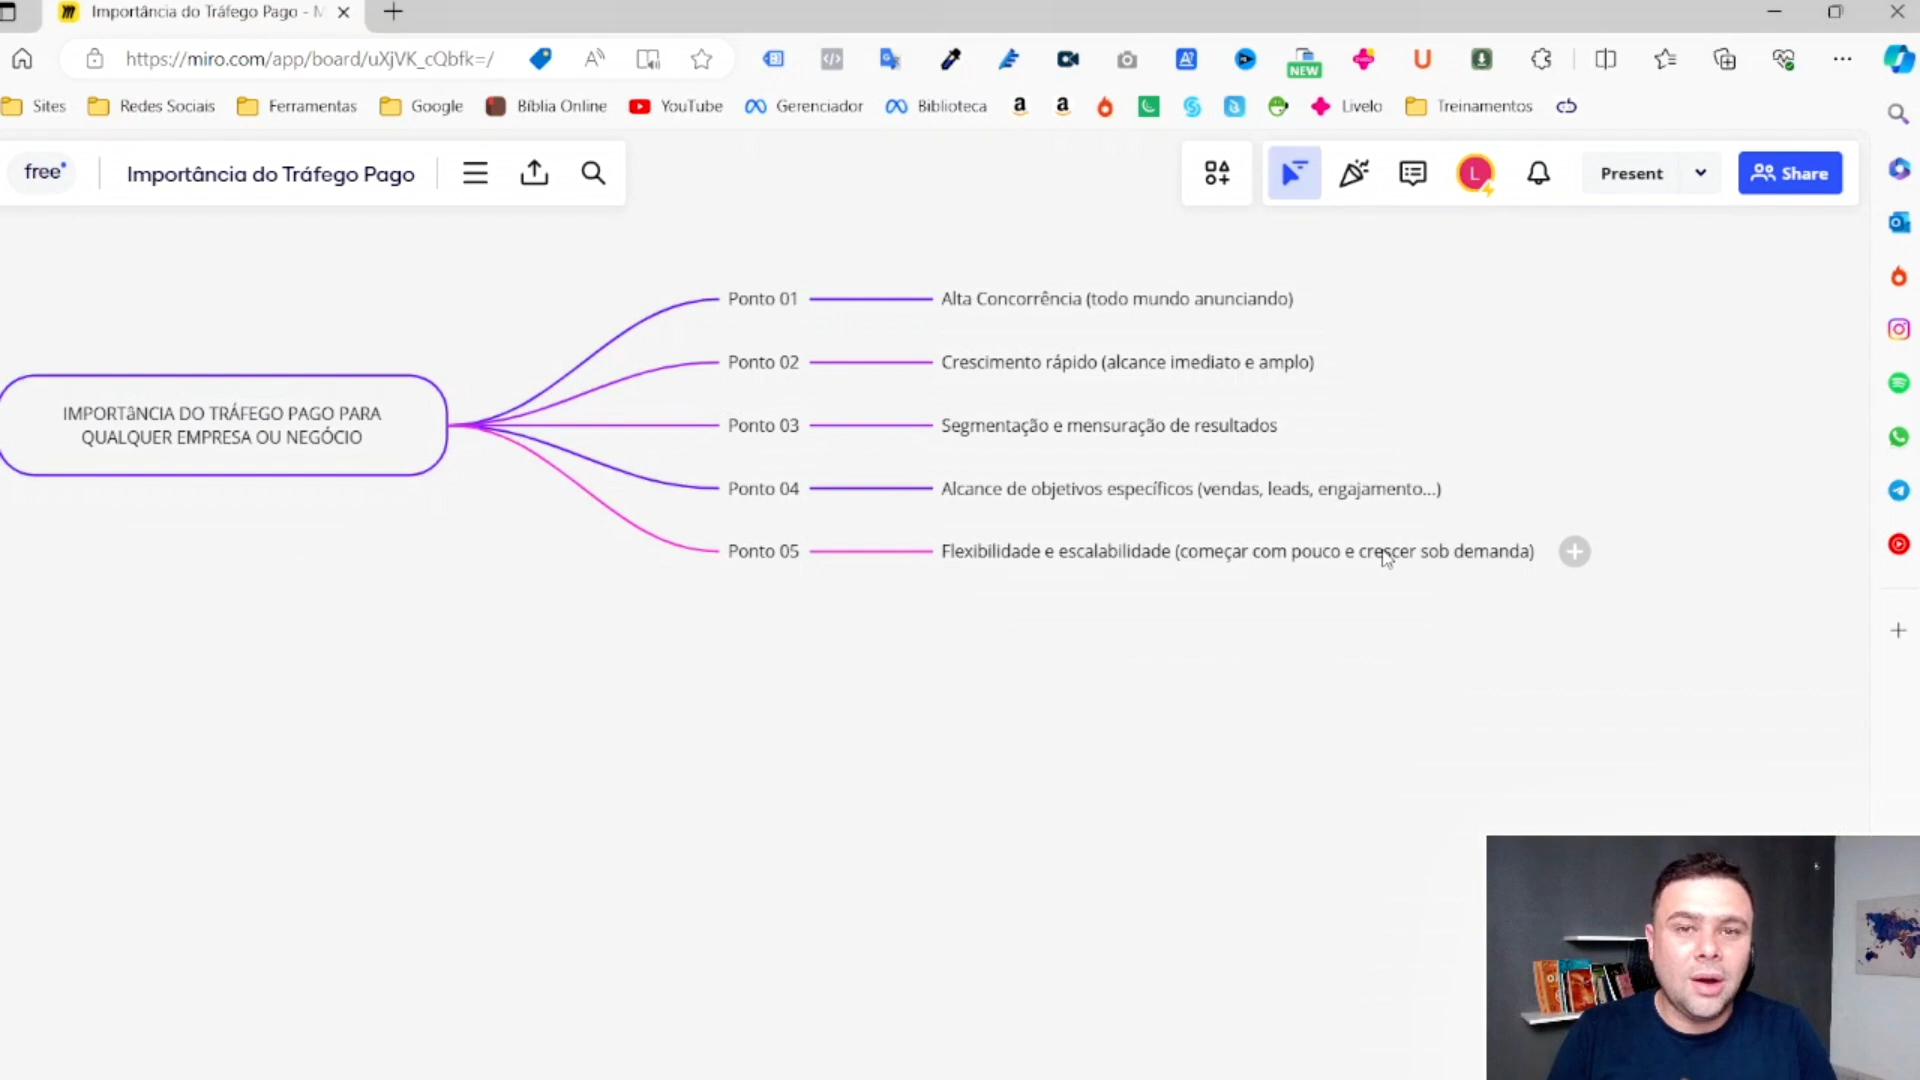 Importância do Tráfego Pago - M
https://miro.com/app/board/uXjVK_cQbfk=/
NEW
Sites
Redes Sociais
Ferramentas
Google
Bíblia Online
YouTube
Gerenciador
Biblioteca
Livelo
Treinamentos
free
Importância do Tráfego Pago
L
Present
Share
IMPORTâNCIA DO TRÁFEGO PAGO PARA
QUALQUER EMPRESA OU NEGÓCIO
Ponto 01
Alta Concorrência (todo mundo anunciando)
Ponto 02
Crescimento rápido (alcance imediato e amplo)
Ponto 03
Segmentação e mensuração de resultados
Ponto 04
Alcance de objetivos específicos (vendas, leads, engajamento...)
Ponto 05
Flexibilidade e escalabilidade (começar com pouco e crescer sob demanda)